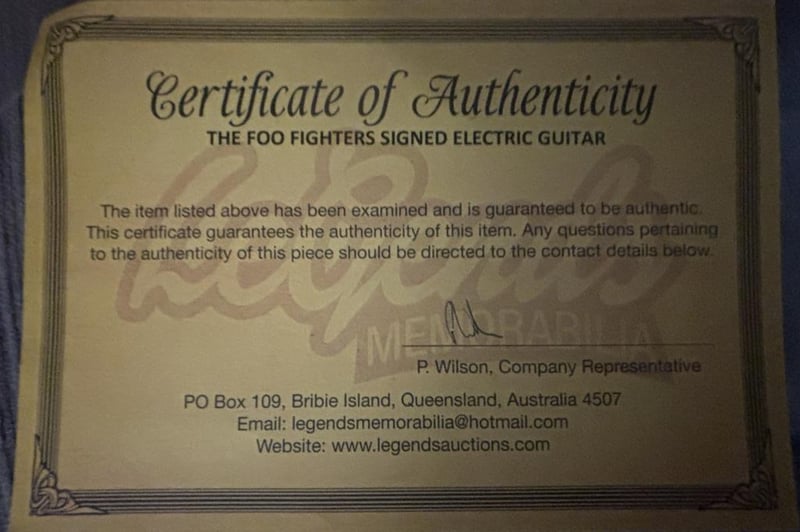 Certificate of Authenticity
THE FOO FIGHTERS SIGNED ELECTRIC GUITAR
The item listed above has been examined and is guaranteed to be authentic.
This certificate guarantees the authenticity of this item. Any questions pertaining
to the authenticity of this piece should be directed to the contact details below.
Legends
MEMORABILIA
P. Wilson, Company Representative
PO Box 109, Bribie Island, Queensland, Australia 4507
Email: legendsmemorabilia@hotmail.com
Website: www.legendsauctions.com